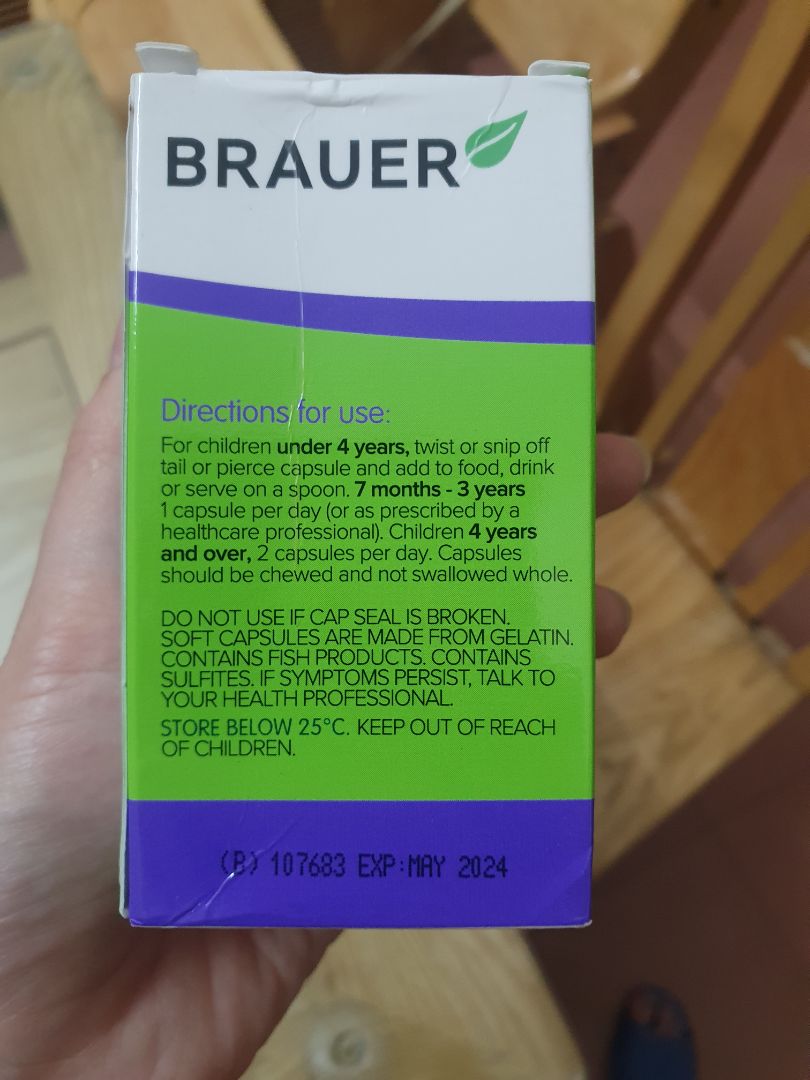 BRAUER
Directions for use:
For children under 4 years, twist or snip off
tail or pierce capsule and add to food, drink
or serve on a spoon. 7 months - 3 years
1 capsule per day (or as prescribed by a
healthcare professional). Children 4 years
and over, 2 capsules per day. Capsules
should be chewed and not swallowed whole.
DO NOT USE IF CAP SEAL IS BROKEN.
SOFT CAPSULES ARE MADE FROM GELATIN.
CONTAINS FISH PRODUCTS. CONTAINS
SULFITES. IF SYMPTOMS PERSIST, TALK TO
YOUR HEALTH PROFESSIONAL.
STORE BELOW 25°C. KEEP OUT OF REACH
OF CHILDREN.
(B) 107683 EXP:MAY 2024